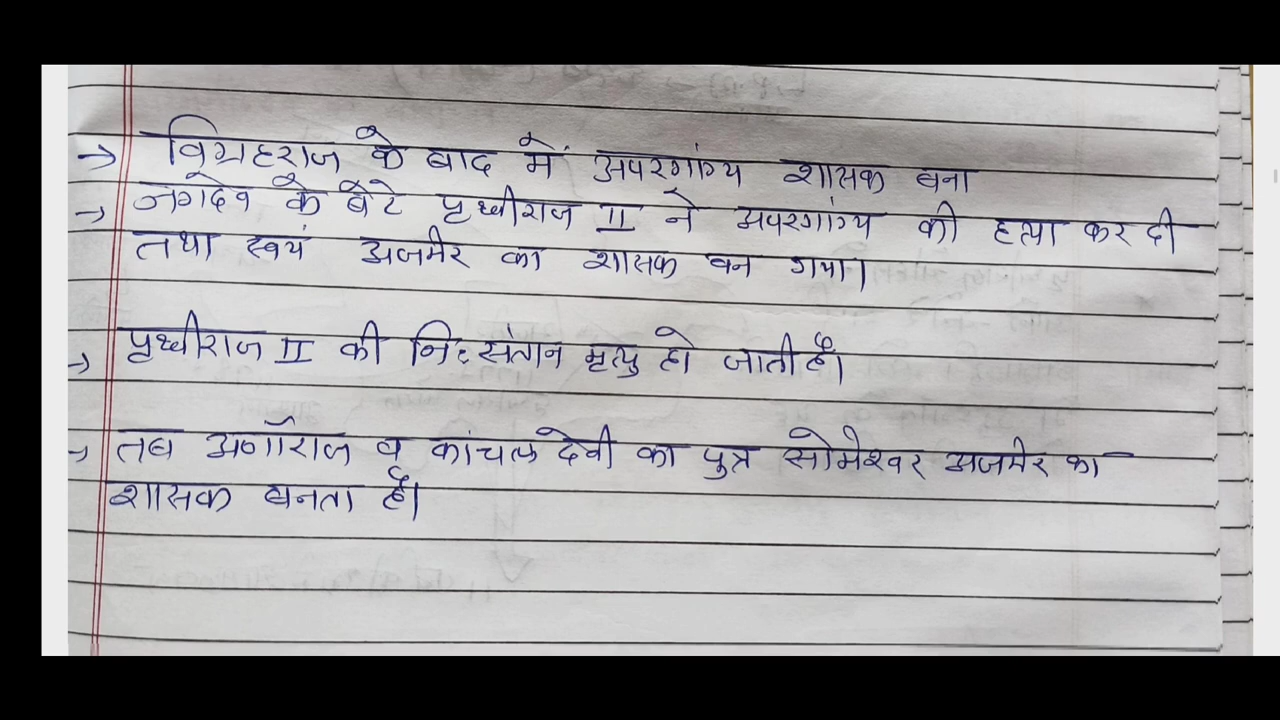 → विग्रहराज के बाद में अपरगांग्य शासक बना
→ जगदेव के बेटे पृथ्वीराज II ने अपरगांग्य की हत्या कर दी
तथा स्वयं अजमेर का शासक बन गया।
→ पृथ्वीराज II की निःसंतान मृत्यु हो जाती है।
→ तब अर्णोराज व कांचल देवी का पुत्र सोमेश्वर अजमेर का
शासक बनता है।